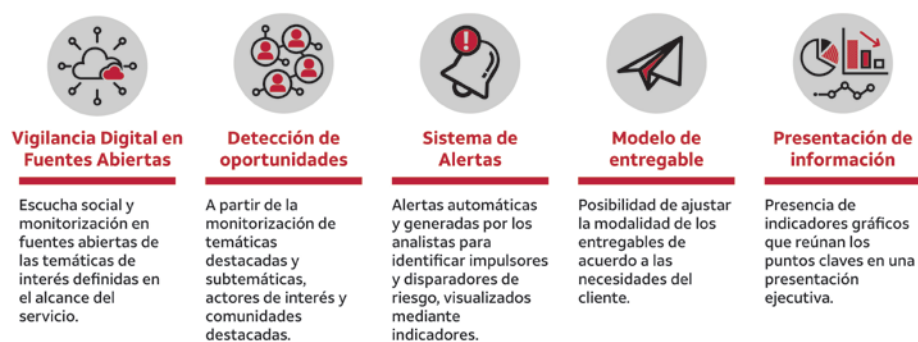 Vigilancia Digital en
Fuentes Abiertas
Escucha social y
monitorización en
fuentes abiertas de
las temáticas de
interés definidas en
el alcance del
servicio.
Detección de
oportunidades
A partir de la
monitorización de
temáticas
destacadas y
subtemáticas,
actores de interés y
comunidades
destacadas.
Sistema de
Alertas
Alertas automáticas
y generadas por los
analistas para
identificar impulsores
y disparadores de
riesgo, visualizados
mediante
indicadores.
Modelo de
entregable
Posibilidad de ajustar
la modalidad de los
entregables de
acuerdo a las
necesidades del
cliente.
Presentación de
información
Presencia de
indicadores gráficos
que reúnan los
puntos claves en una
presentación
ejecutiva.